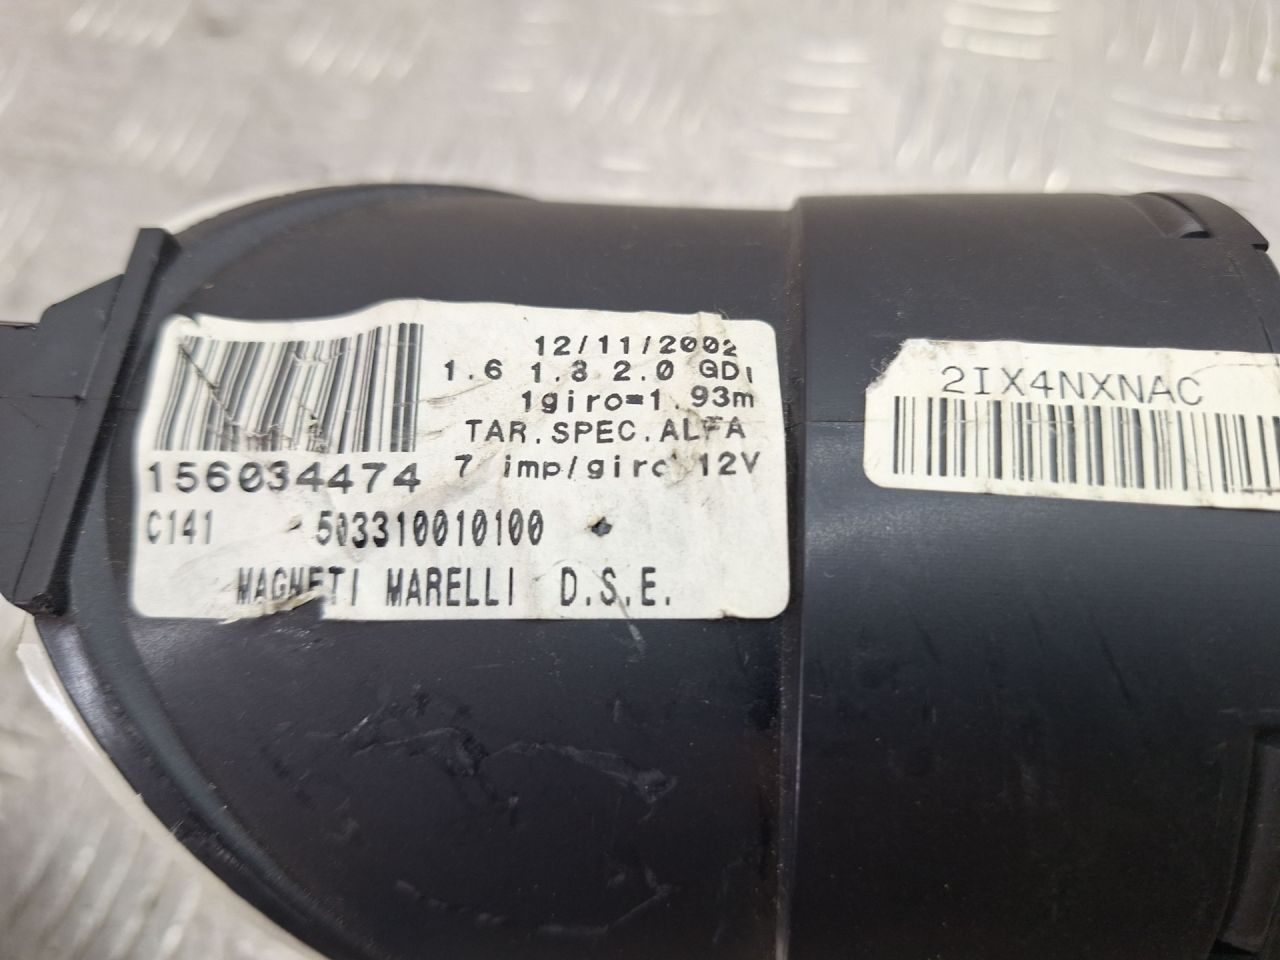 12/11/2002
1.6 1.8 2.0 GDI
1giro=1.93m
TAR.SPEC.ALFA
156034474 7 imp/giro 12V
C141 503310010100
MAGNETI MARELLI D.S.E.
2IX4NXNAC